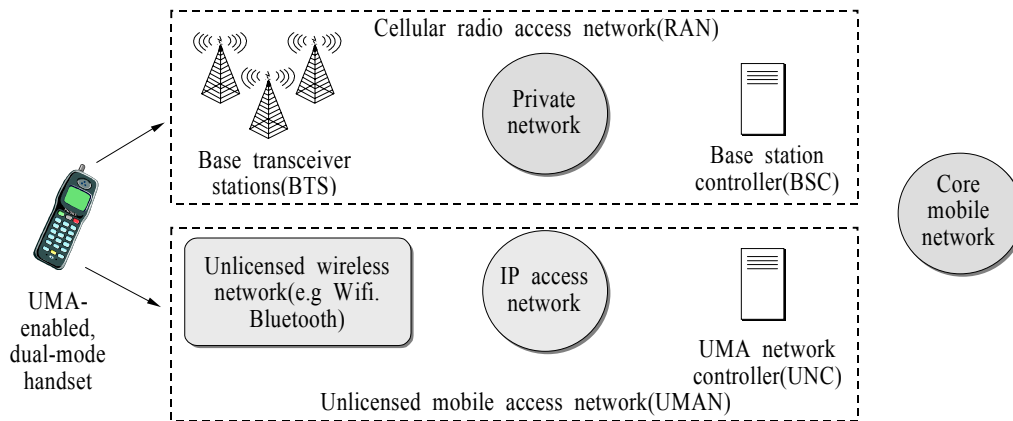 Cellular radio access network(RAN)
Private
network
Base transceiver
stations(BTS)
Base station
controller(BSC)
Core
mobile
network
Unlicensed wireless
network(e.g Wifi.
Bluetooth)
IP access
network
UMA-
enabled,
dual-mode
handset
UMA network
controller(UNC)
Unlicensed mobile access network(UMAN)